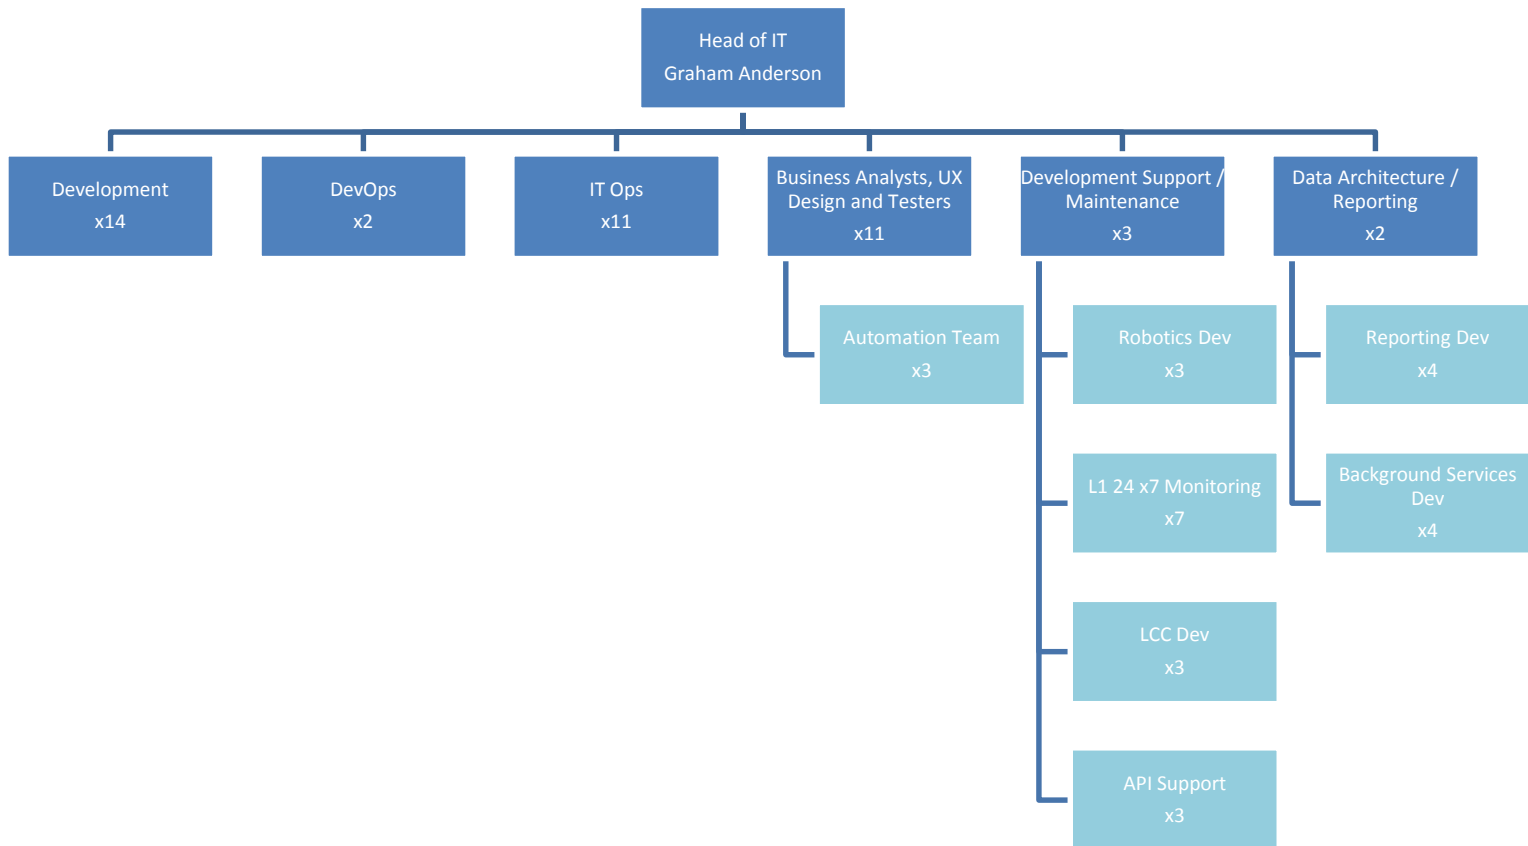 Head of IT
Graham Anderson
Development
x14
DevOps
x2
IT Ops
x11
Business Analysts, UX
Design and Testers
x11
Development Support /
Maintenance
x3
Data Architecture /
Reporting
x2
Automation Team
x3
Robotics Dev
x3
Reporting Dev
x4
L1 24 x7 Monitoring
x7
Background Services
Dev
x4
LCC Dev
x3
API Support
x3